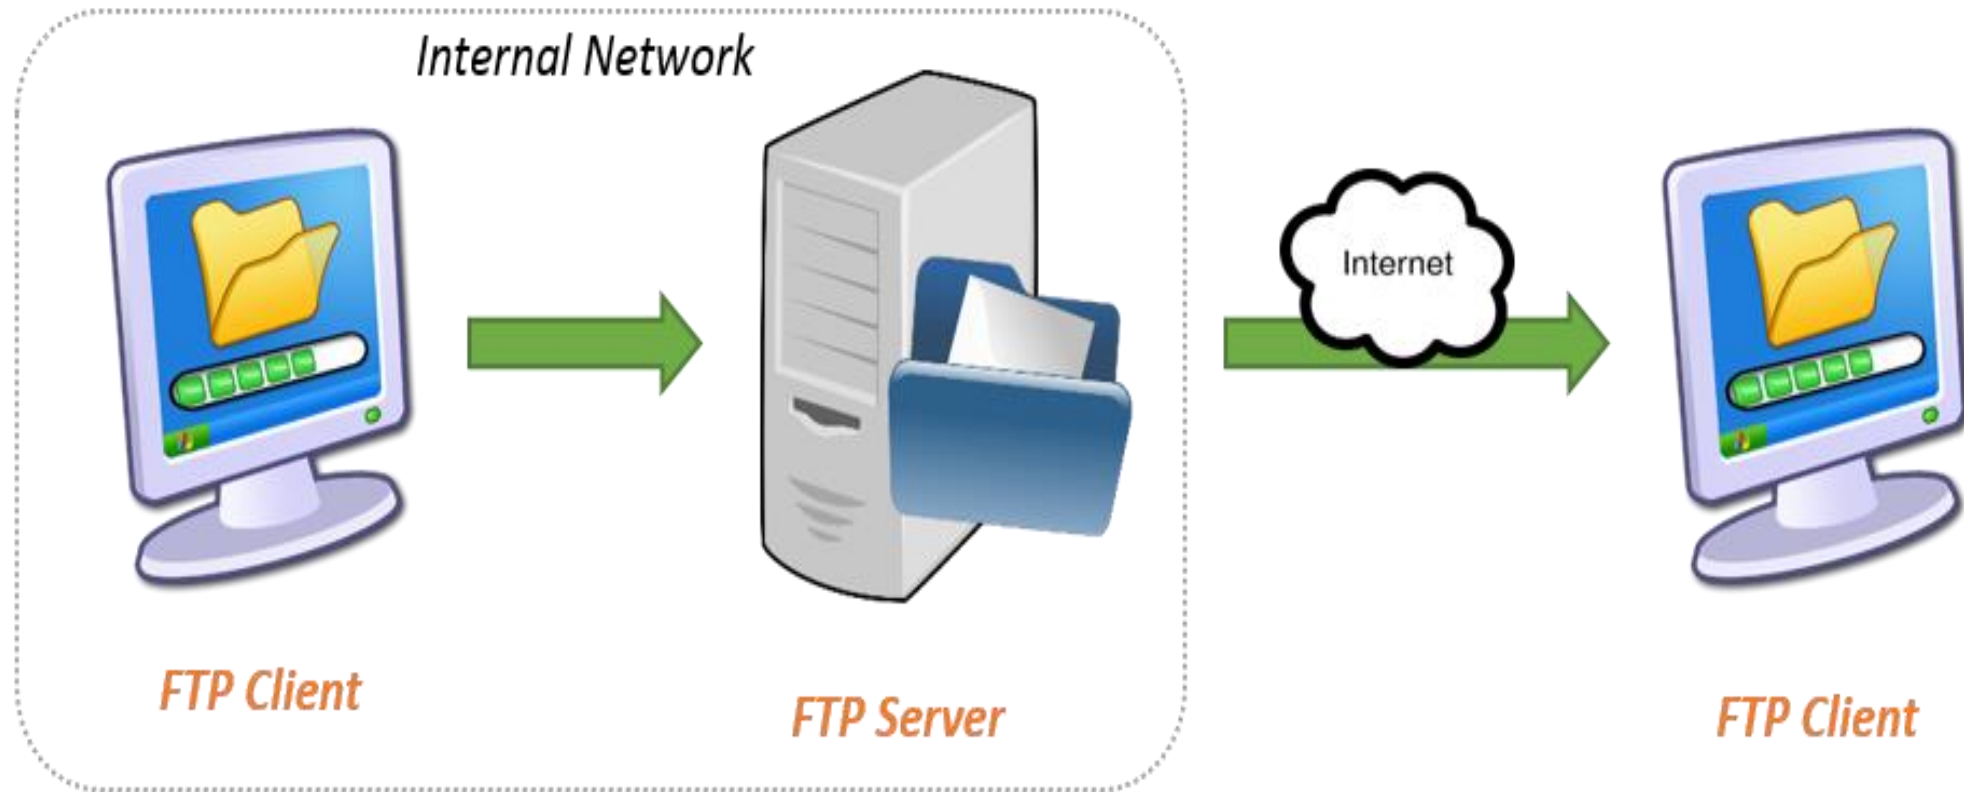 Internal Network
Internet
FTP Client
FTP Server
FTP Client